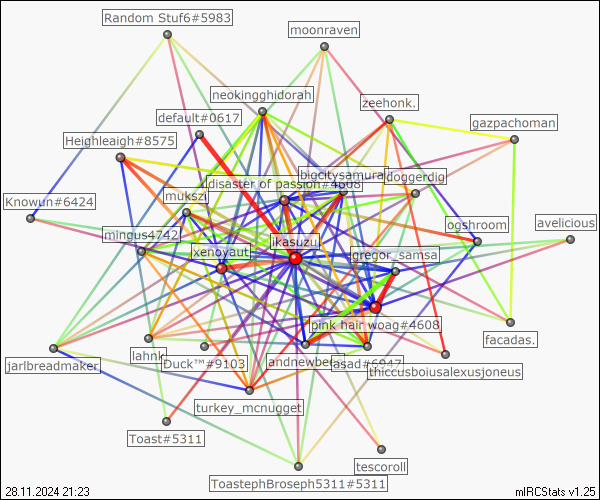 Random Stuf6#5983
moonraven
neokingghidorah
zeehonk.
default#0617
gazpachoman
Heighleaigh#8575
bigcitysamurai
doggerdig
disaster of passion#4608
mukszi
Knowun#6424
ogshroom
avelicious
mingus4742
ikasuzu
xenoyaut
gregor_samsa
pink hair woag#4608
facadas.
lahnk
andnewbe
asad#6947
jarlbreadmaker
Duck™#9103
thiccusboiusalexusjoneus
turkey_mcnugget
Toast#5311
tescoroll
ToastephBroseph5311#5311
28.11.2024 21:23
mIRCStats v1.25